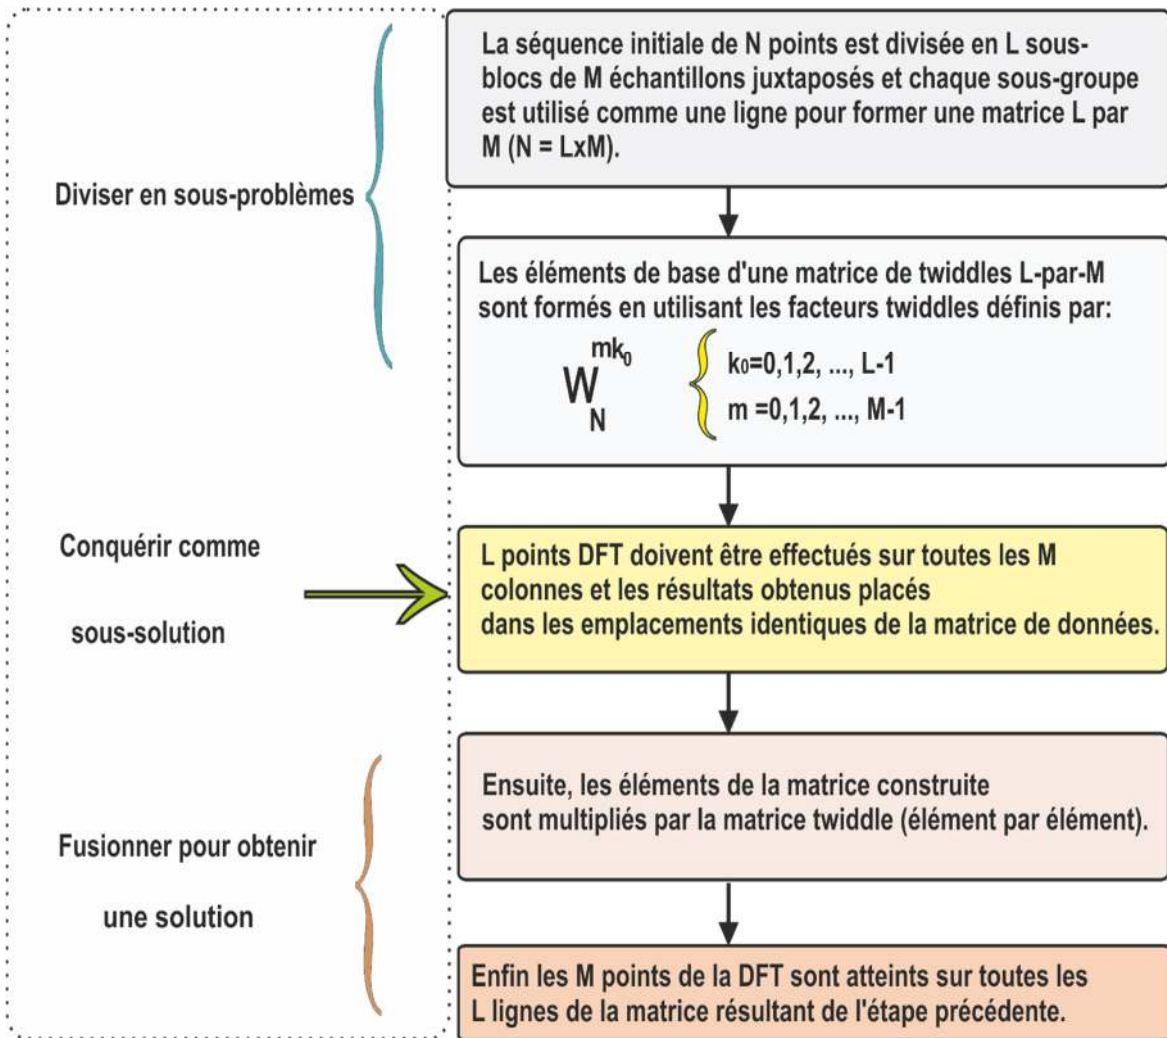 La séquence initiale de N points est divisée en L sous-
blocs de M échantillons juxtaposés et chaque sous-groupe
est utilisé comme une ligne pour former une matrice L par
M (N = LxM).
Diviser en sous-problèmes
Les éléments de base d'une matrice de twiddles L-par-M
sont formés en utilisant les facteurs twiddles définis par:
W_N^{mk₀}
k₀=0,1,2, ..., L-1
m =0,1,2, ..., M-1
Conquérir comme
sous-solution
L points DFT doivent être effectués sur toutes les M
colonnes et les résultats obtenus placés
dans les emplacements identiques de la matrice de données.
Ensuite, les éléments de la matrice construite
sont multipliés par la matrice twiddle (élément par élément).
Fusionner pour obtenir
une solution
Enfin les M points de la DFT sont atteints sur toutes les
L lignes de la matrice résultant de l'étape précédente.